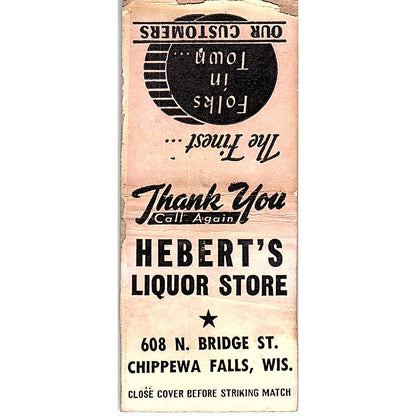 The Finest...
Folks
in
Town...
OUR CUSTOMERS
Thank You
Call Again
HEBERT'S
LIQUOR STORE
608 N. BRIDGE ST.
CHIPPEWA FALLS, WIS.
CLOSE COVER BEFORE STRIKING MATCH